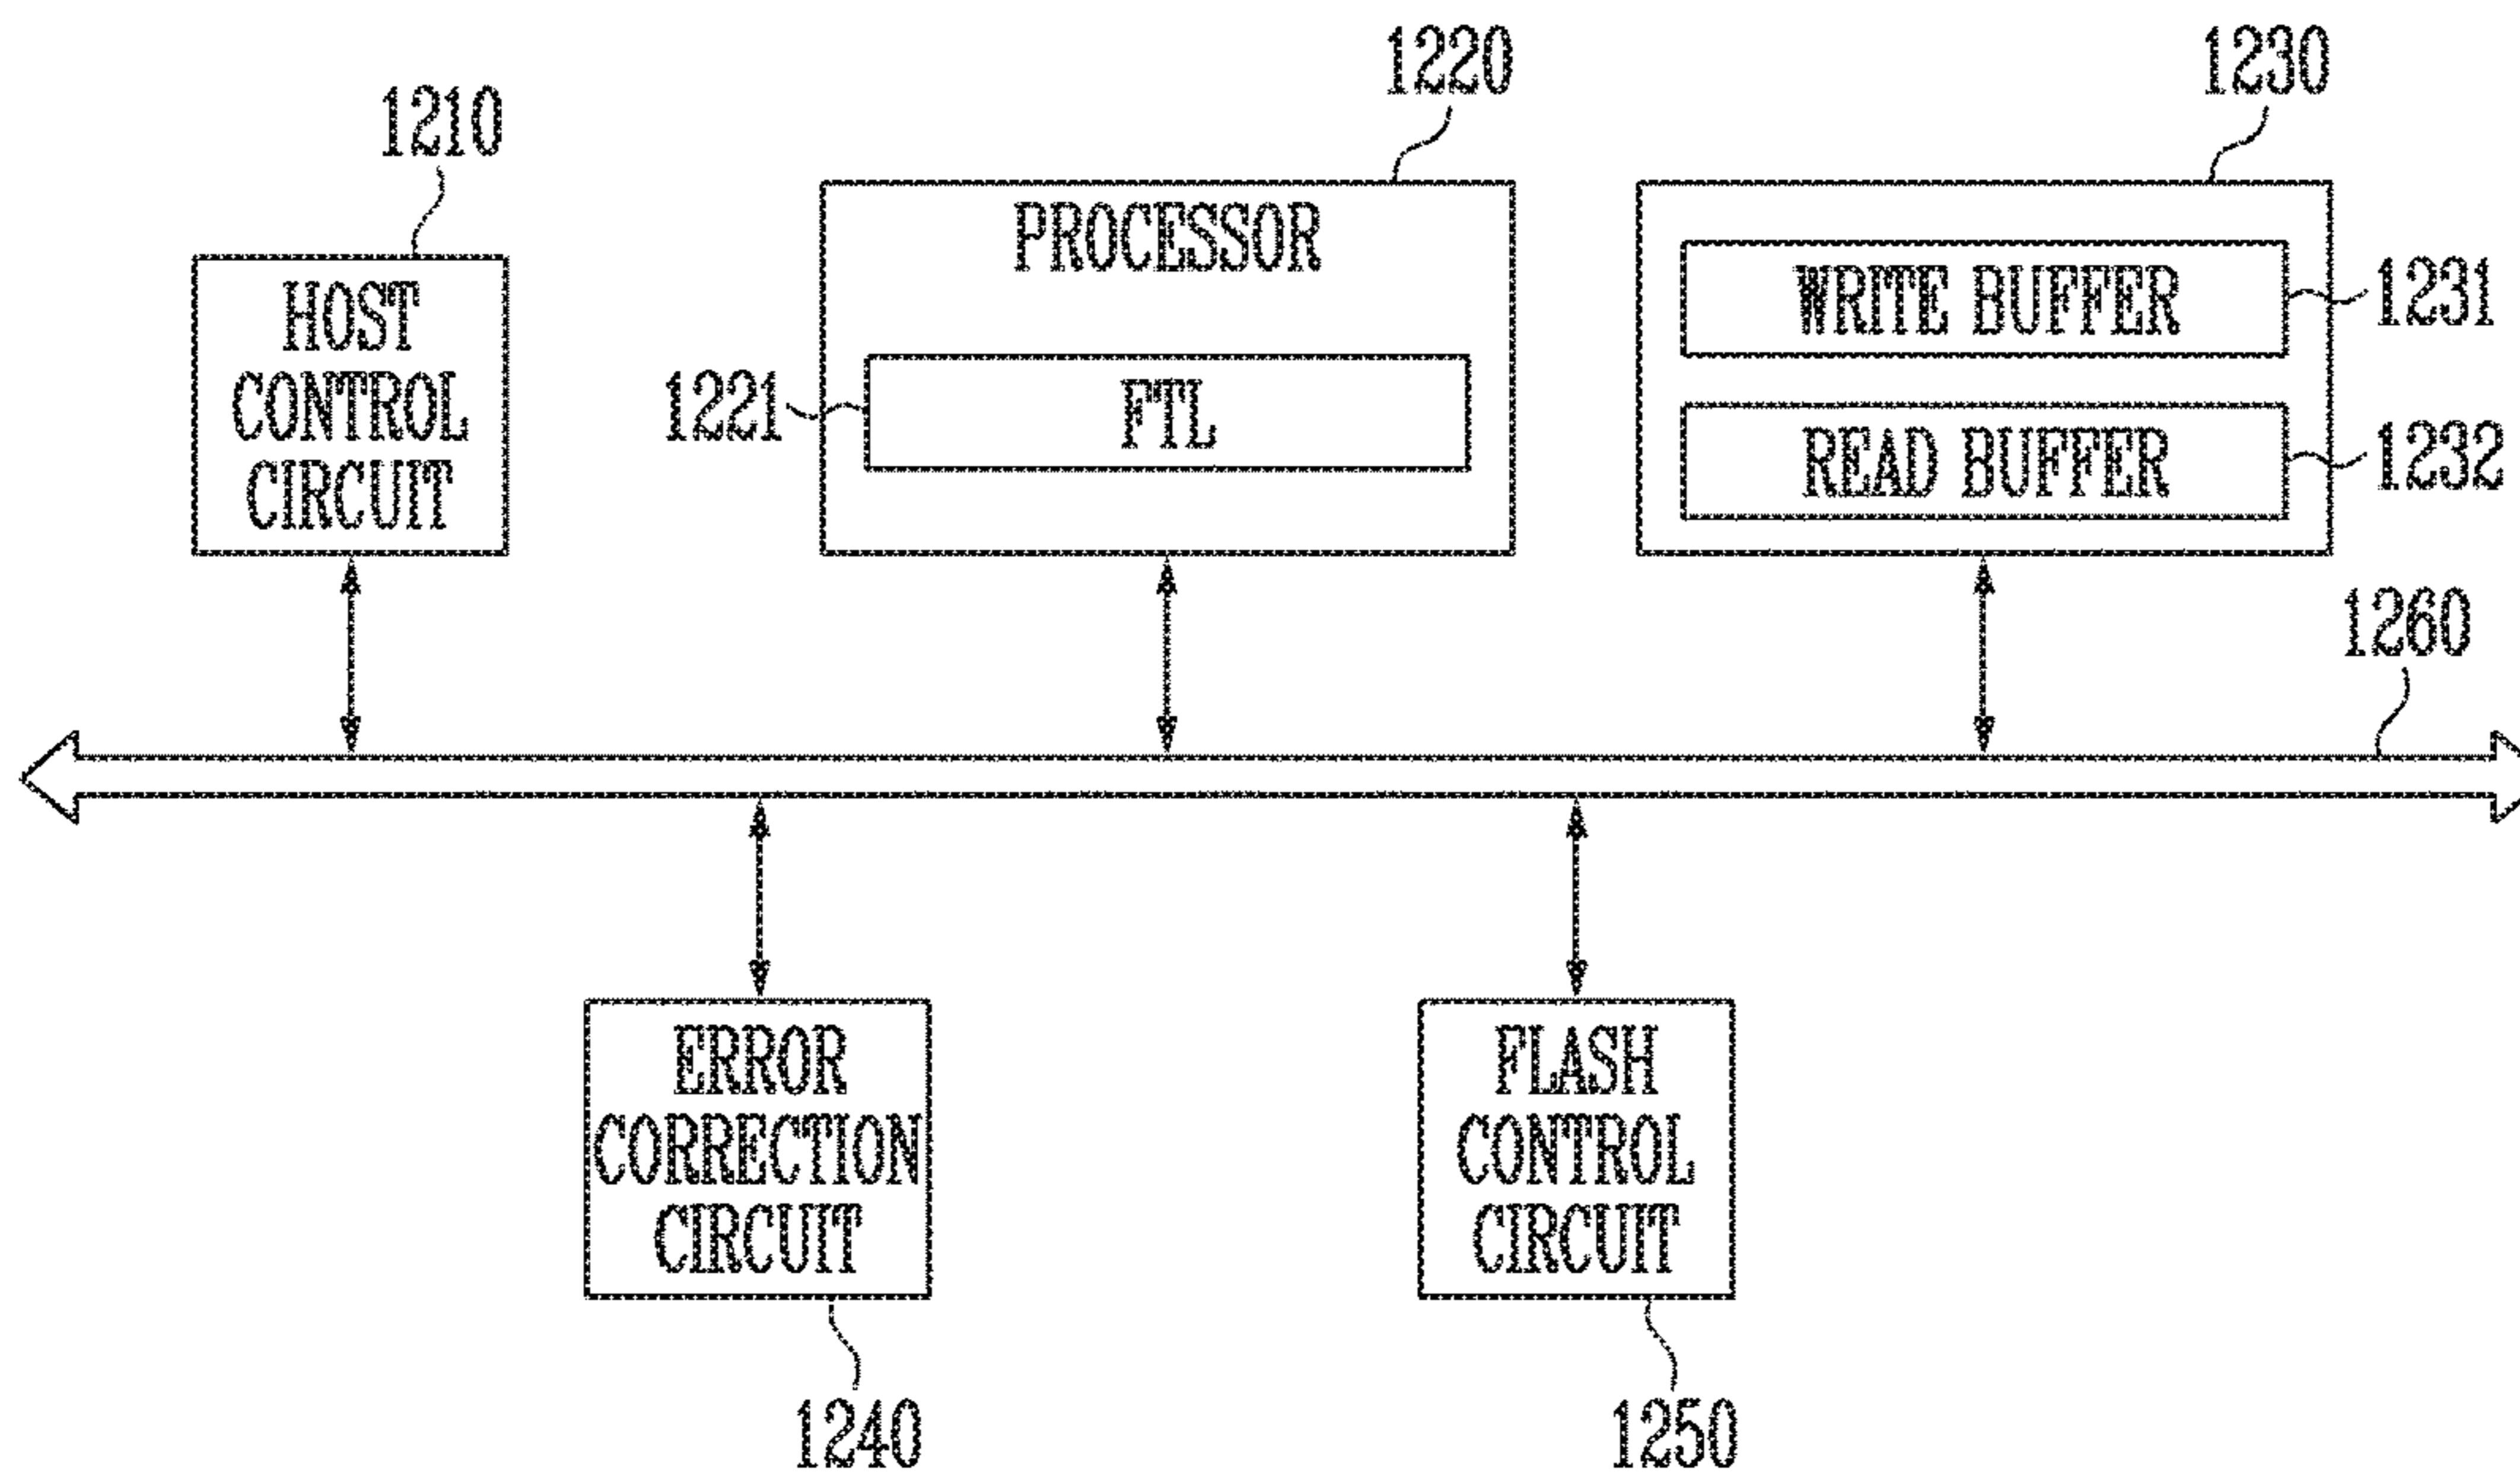 1220
1230
1210
PROCESSOR
WRITE BUFFER
1231
HOST
CONTROL
CIRCUIT
1221
FTL
READ BUFFER
1232
1260
ERROR
CORRECTION
CIRCUIT
FLASH
CONTROL
CIRCUIT
1240
1250